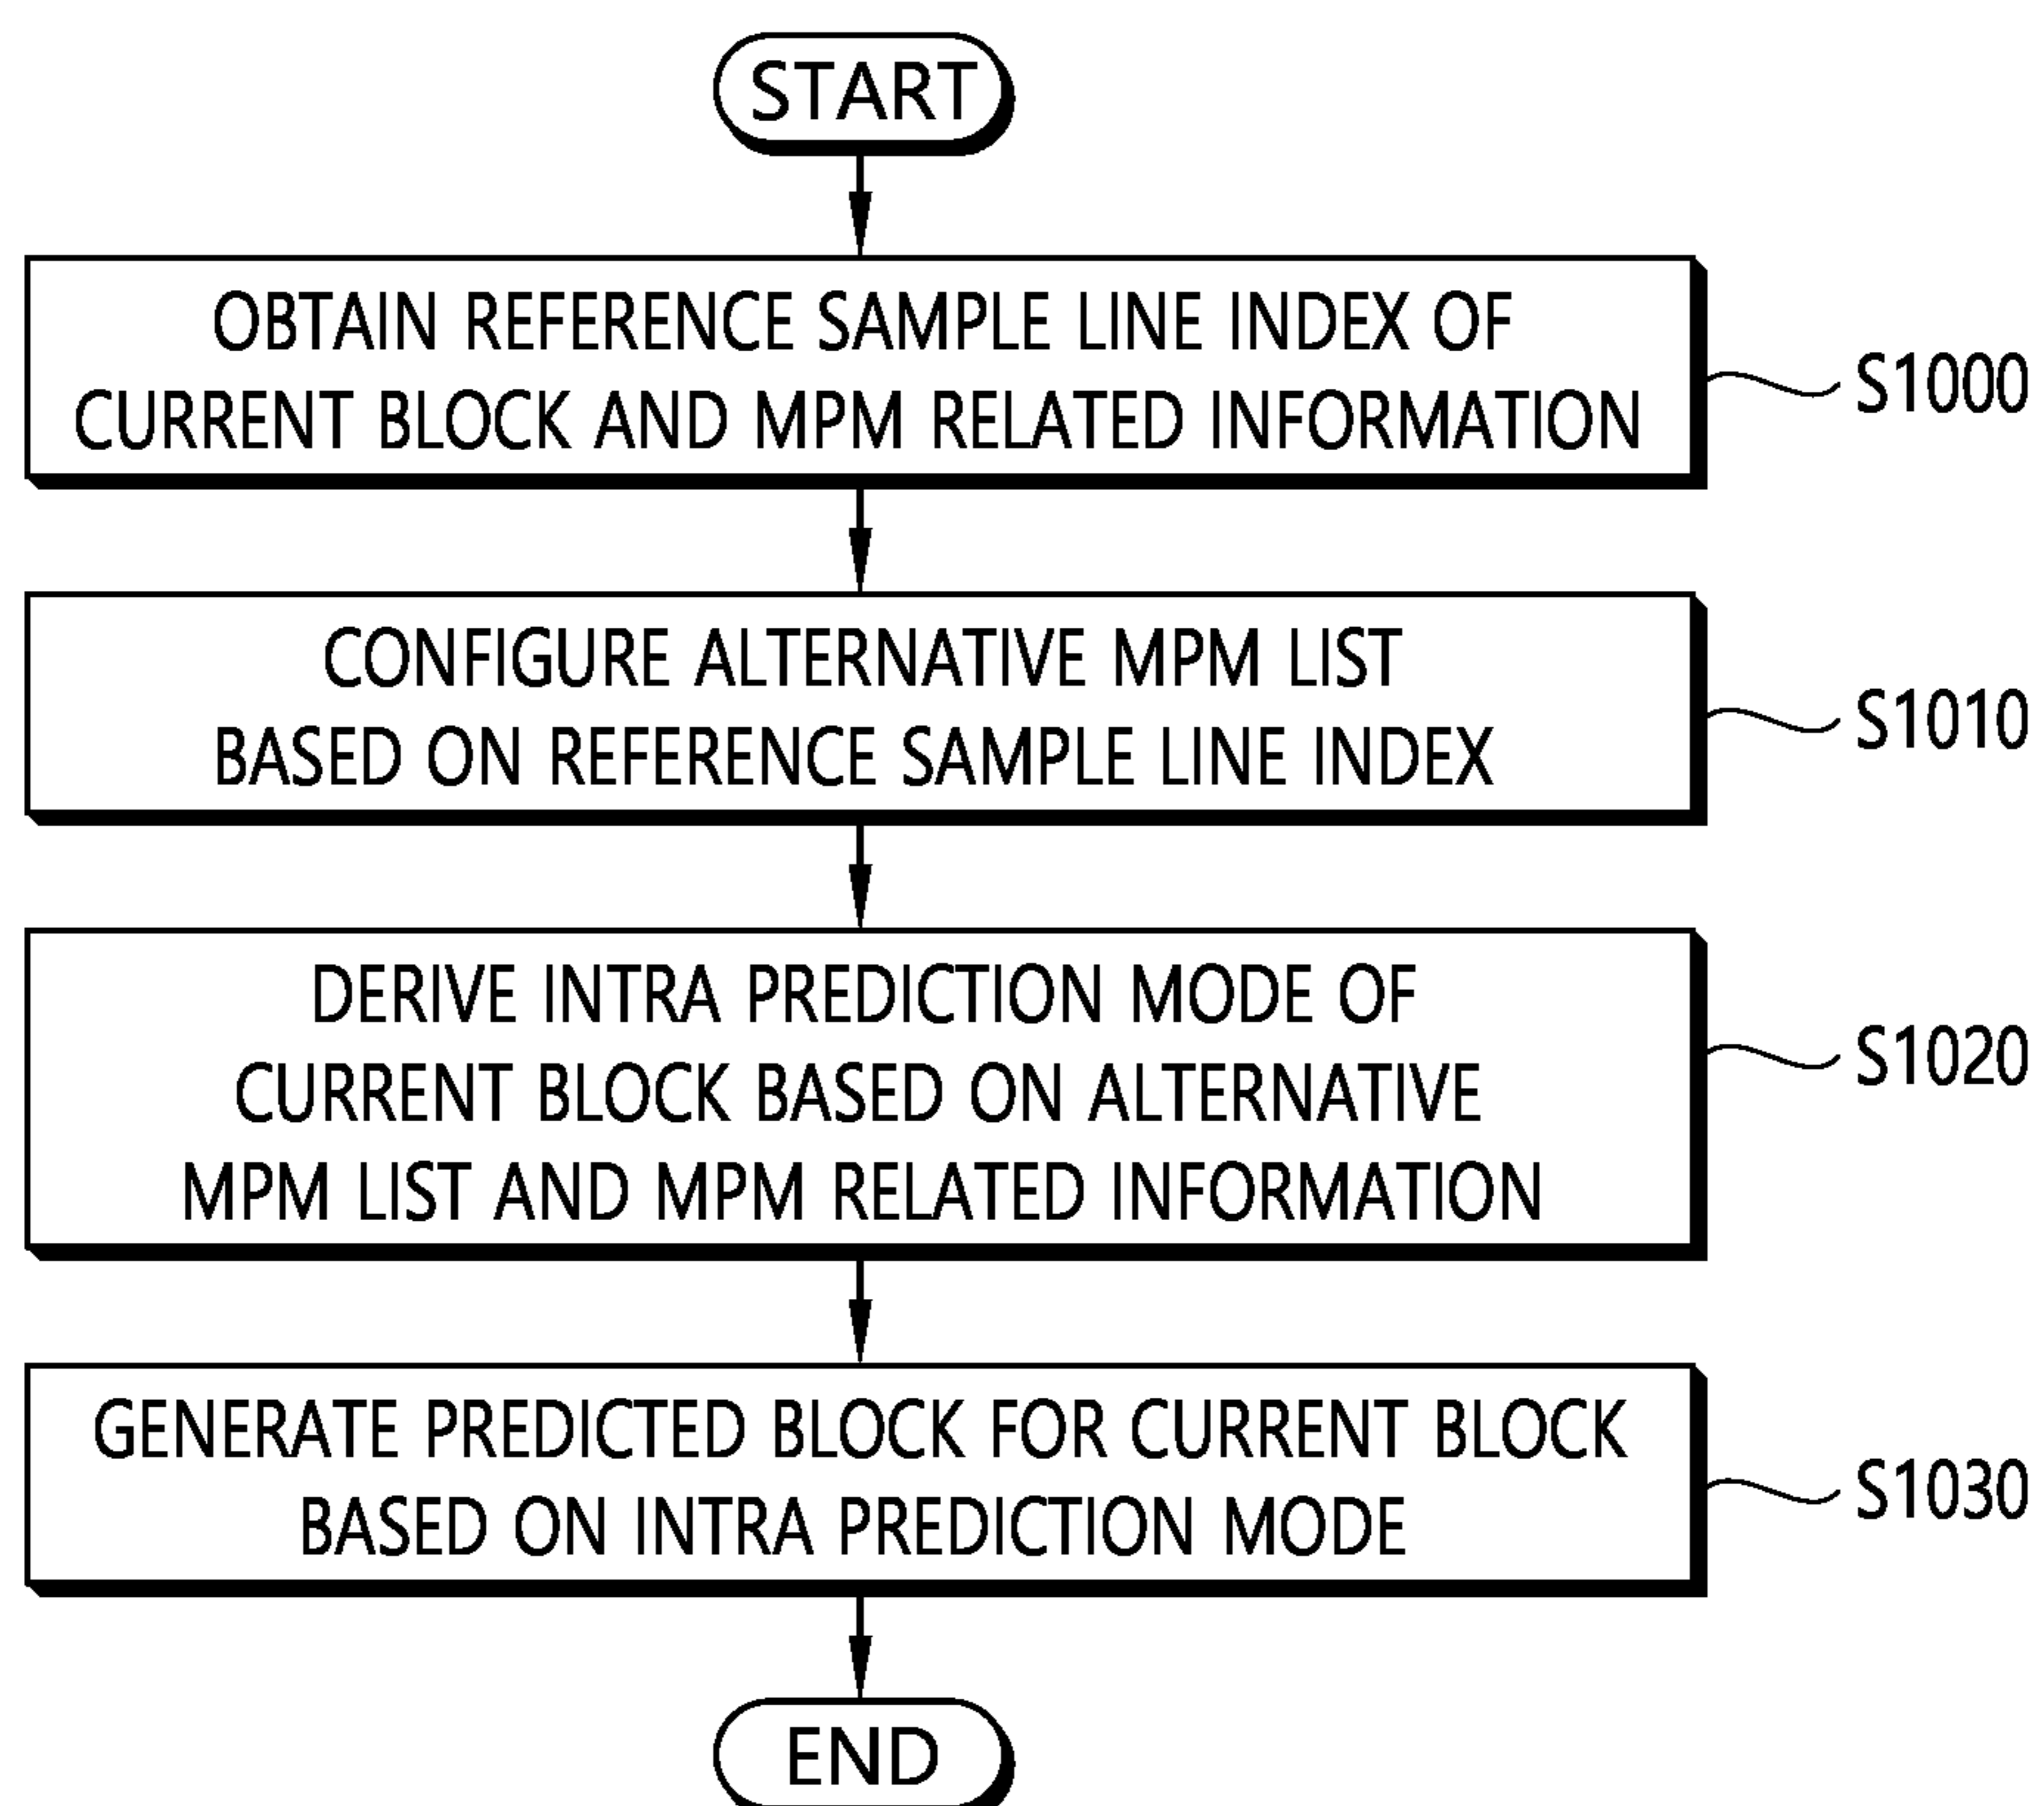 START
OBTAIN REFERENCE SAMPLE LINE INDEX OF
CURRENT BLOCK AND MPM RELATED INFORMATION
S1000
CONFIGURE ALTERNATIVE MPM LIST
BASED ON REFERENCE SAMPLE LINE INDEX
S1010
DERIVE INTRA PREDICTION MODE OF
CURRENT BLOCK BASED ON ALTERNATIVE
MPM LIST AND MPM RELATED INFORMATION
S1020
GENERATE PREDICTED BLOCK FOR CURRENT BLOCK
BASED ON INTRA PREDICTION MODE
S1030
END